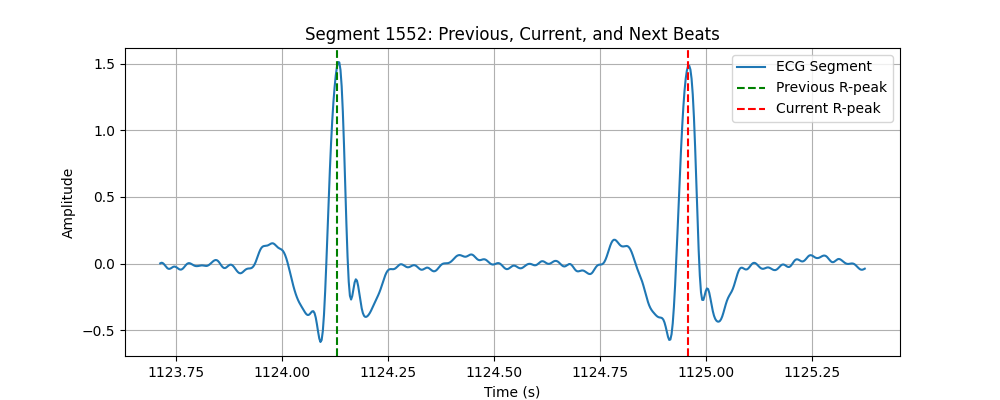 Segment 1552: Previous, Current, and Next Beats
ECG Segment
Previous R-peak
Current R-peak
Amplitude
1.5
1.0
0.5
0.0
−0.5
1123.75 1124.00 1124.25 1124.50 1124.75 1125.00 1125.25
Time (s)